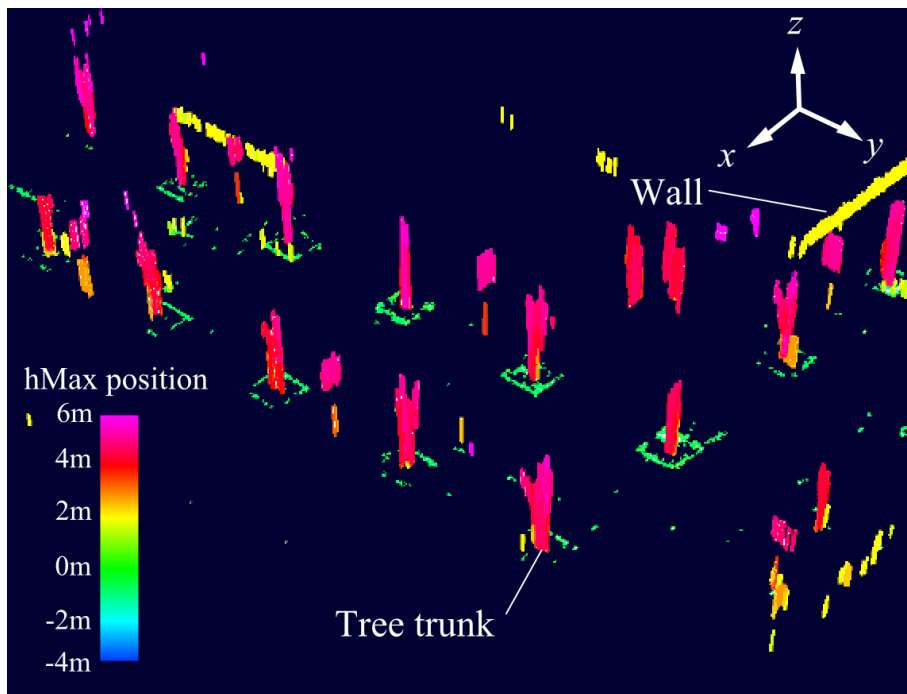 z
x
y
Wall
hMax position
6m
4m
2m
0m
-2m
-4m
Tree trunk